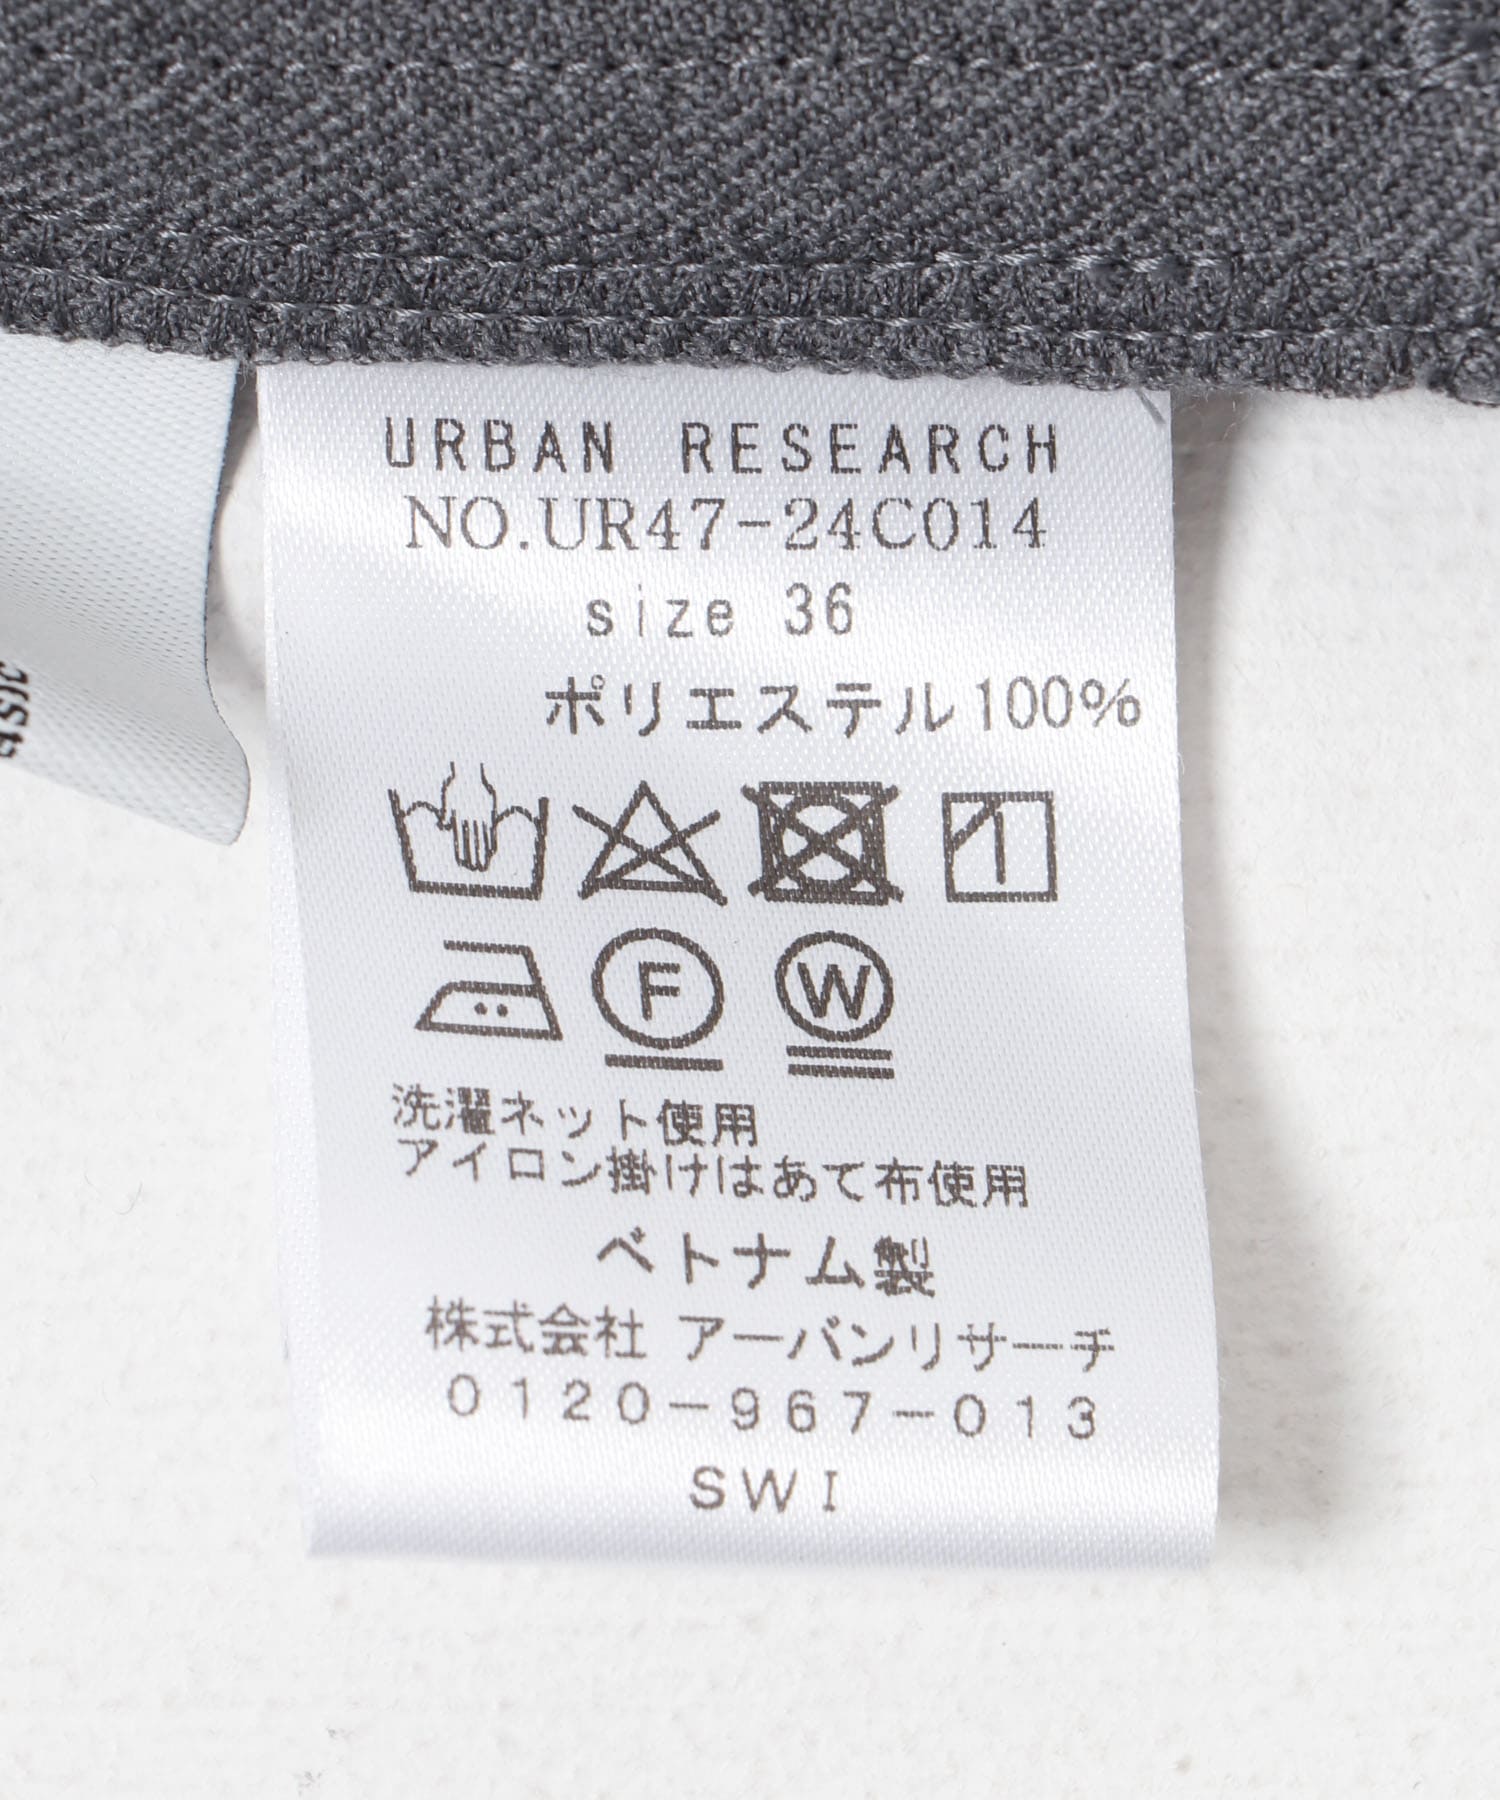 URBAN RESEARCH
NO.UR47-24C014
size 36
ポリエステル100%
F
W
洗濯ネット使用
アイロン掛けはあて布使用
ベトナム製
株式会社 アーバンリサーチ
0120-967-013
SWI